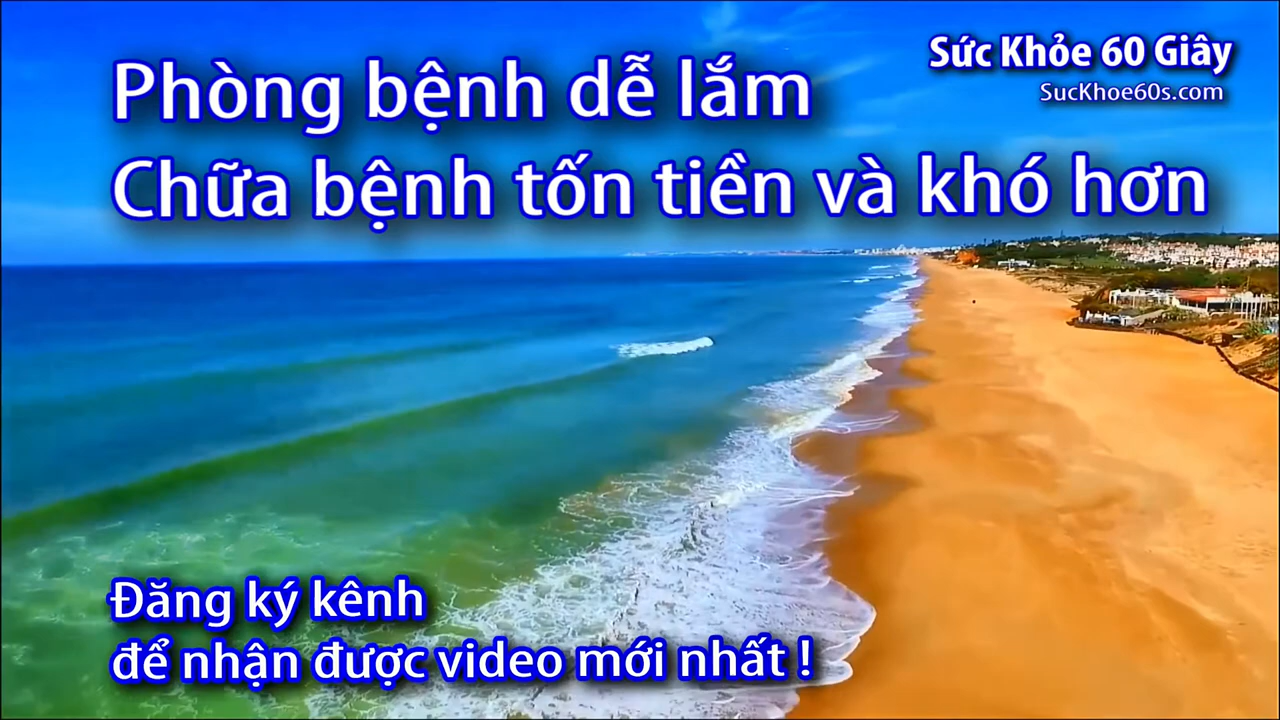 Sức Khỏe 60 Giây
SucKhoe60s.com
Phòng bệnh dễ lắm
Chữa bệnh tốn tiền và khó hơn
Đăng ký kênh
để nhận được video mới nhất !